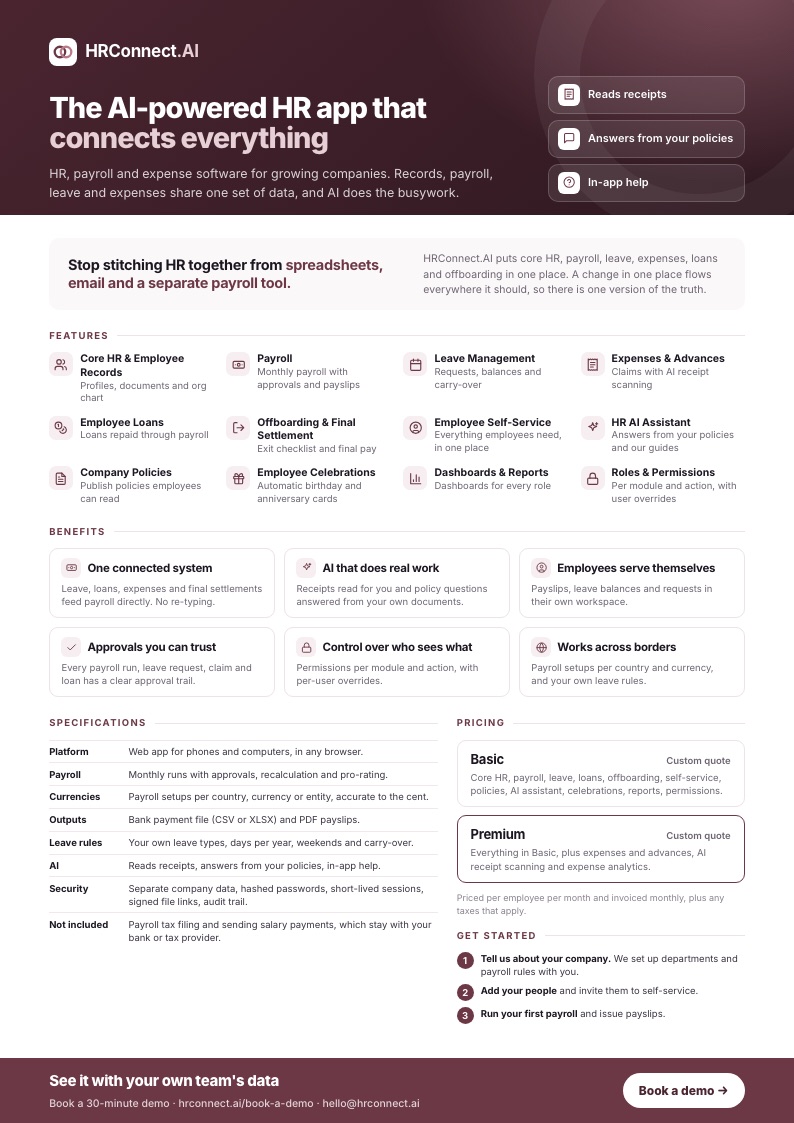 HRConnect.AI
The AI-powered HR app that
connects everything
HR, payroll and expense software for growing companies. Records, payroll,
leave and expenses share one set of data, and AI does the busywork.
Reads receipts
Answers from your policies
In-app help
Stop stitching HR together from spreadsheets,
email and a separate payroll tool.
HRConnect.AI puts core HR, payroll, leave, expenses, loans
and offboarding in one place. A change in one place flows
everywhere it should, so there is one version of the truth.
FEATURES
Core HR & Employee
Records
Profiles, documents and org
chart
Payroll
Monthly payroll with
approvals and payslips
Leave Management
Requests, balances and
carry-over
Expenses & Advances
Claims with AI receipt
scanning
Employee Loans
Loans repaid through payroll
Offboarding & Final
Settlement
Exit checklist and final pay
Employee Self-Service
Everything employees need,
in one place
HR AI Assistant
Answers from your policies
and our guides
Company Policies
Publish policies employees
can read
Employee Celebrations
Automatic birthday and
anniversary cards
Dashboards & Reports
Dashboards for every role
Roles & Permissions
Per module and action, with
user overrides
BENEFITS
One connected system
Leave, loans, expenses and final settlements
feed payroll directly. No re-typing.
AI that does real work
Receipts read for you and policy questions
answered from your own documents.
Employees serve themselves
Payslips, leave balances and requests in
their own workspace.
Approvals you can trust
Every payroll run, leave request, claim and
loan has a clear approval trail.
Control over who sees what
Permissions per module and action, with
per-user overrides.
Works across borders
Payroll setups per country and currency,
and your own leave rules.
SPECIFICATIONS
Platform Web app for phones and computers, in any browser.
Payroll Monthly runs with approvals, recalculation and pro-rating.
Currencies Payroll setups per country, currency or entity, accurate to the cent.
Outputs Bank payment file (CSV or XLSX) and PDF payslips.
Leave rules Your own leave types, days per year, weekends and carry-over.
AI Reads receipts, answers from your policies, in-app help.
Security Separate company data, hashed passwords, short-lived sessions,
signed file links, audit trail.
Not included Payroll tax filing and sending salary payments, which stay with your
bank or tax provider.
PRICING
Basic Custom quote
Core HR, payroll, leave, loans, offboarding, self-service,
policies, AI assistant, celebrations, reports, permissions.
Premium Custom quote
Everything in Basic, plus expenses and advances, AI
receipt scanning and expense analytics.
Priced per employee per month and invoiced monthly, plus any
taxes that apply.
GET STARTED
1 Tell us about your company. We set up departments and
payroll rules with you.
2 Add your people and invite them to self-service.
3 Run your first payroll and issue payslips.
See it with your own team's data
Book a 30-minute demo · hrconnect.ai/book-a-demo · hello@hrconnect.ai
Book a demo →